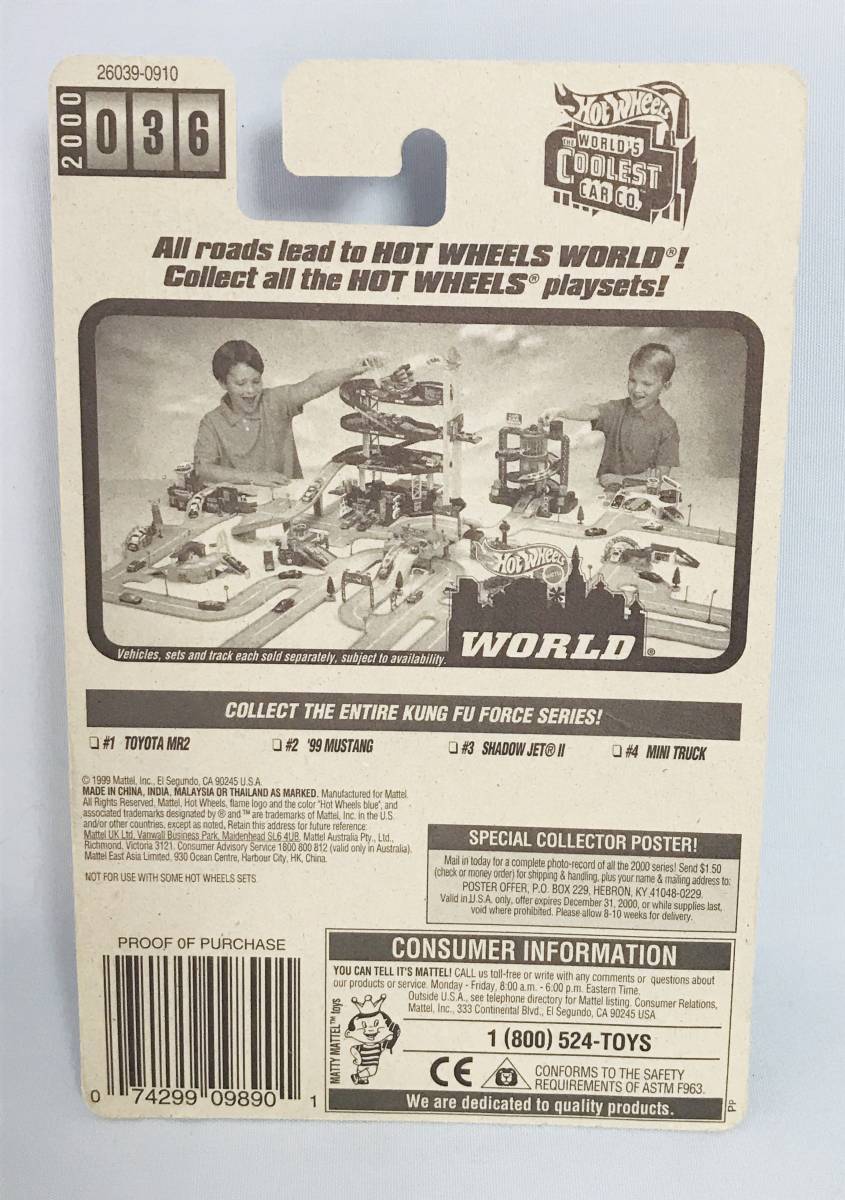 26039-0910
2000
036
HOT WHEELS
THE WORLD'S
COOLEST
CAR CO.
All roads lead to HOT WHEELS WORLD®!
Collect all the HOT WHEELS® playsets!
HOT WHEELS
WORLD®
Vehicles, sets and track each sold separately, subject to availability.
COLLECT THE ENTIRE KUNG FU FORCE SERIES!
❏ #1 TOYOTA MR2 ❏ #2 '99 MUSTANG ❏ #3 SHADOW JET® II ❏ #4 MINI TRUCK
© 1999 Mattel, Inc., El Segundo, CA 90245 U.S.A.
MADE IN CHINA, INDIA, MALAYSIA OR THAILAND AS MARKED. Manufactured for Mattel.
All Rights Reserved. Mattel, Hot Wheels, flame logo and the color "Hot Wheels blue", and
associated trademarks designated by ® and ™ are trademarks of Mattel, Inc. in the U.S.
and/or other countries, except as noted. Retain this address for future reference:
Mattel UK Ltd, Vanwall Business Park, Maidenhead SL6 4UB. Mattel Australia Pty., Ltd.,
Richmond, Victoria 3121. Consumer Advisory Service 1800 800 812 (valid only in Australia).
Mattel East Asia Limited, 930 Ocean Centre, Harbour City, HK, China.
NOT FOR USE WITH SOME HOT WHEELS SETS.
SPECIAL COLLECTOR POSTER!
Mail in today for a complete photo-record of all the 2000 series! Send $1.50
(check or money order) for shipping & handling, plus your name & mailing address to:
POSTER OFFER, P.O. BOX 229, HEBRON, KY 41048-0229.
Valid in U.S.A. only, offer expires December 31, 2000, or while supplies last,
void where prohibited. Please allow 8-10 weeks for delivery.
PROOF OF PURCHASE
0 74299 09890 1
CONSUMER INFORMATION
YOU CAN TELL IT'S MATTEL! CALL us toll-free or write with any comments or questions about
our products or service. Monday - Friday, 8:00 a.m. - 6:00 p.m. Eastern Time.
Outside U.S.A., see telephone directory for Mattel listing. Consumer Relations,
Mattel, Inc., 333 Continental Blvd., El Segundo, CA 90245 USA
MATTY MATTEL™ toys
1 (800) 524-TOYS
CE
CONFORMS TO THE SAFETY
REQUIREMENTS OF ASTM F963.
We are dedicated to quality products.
PP